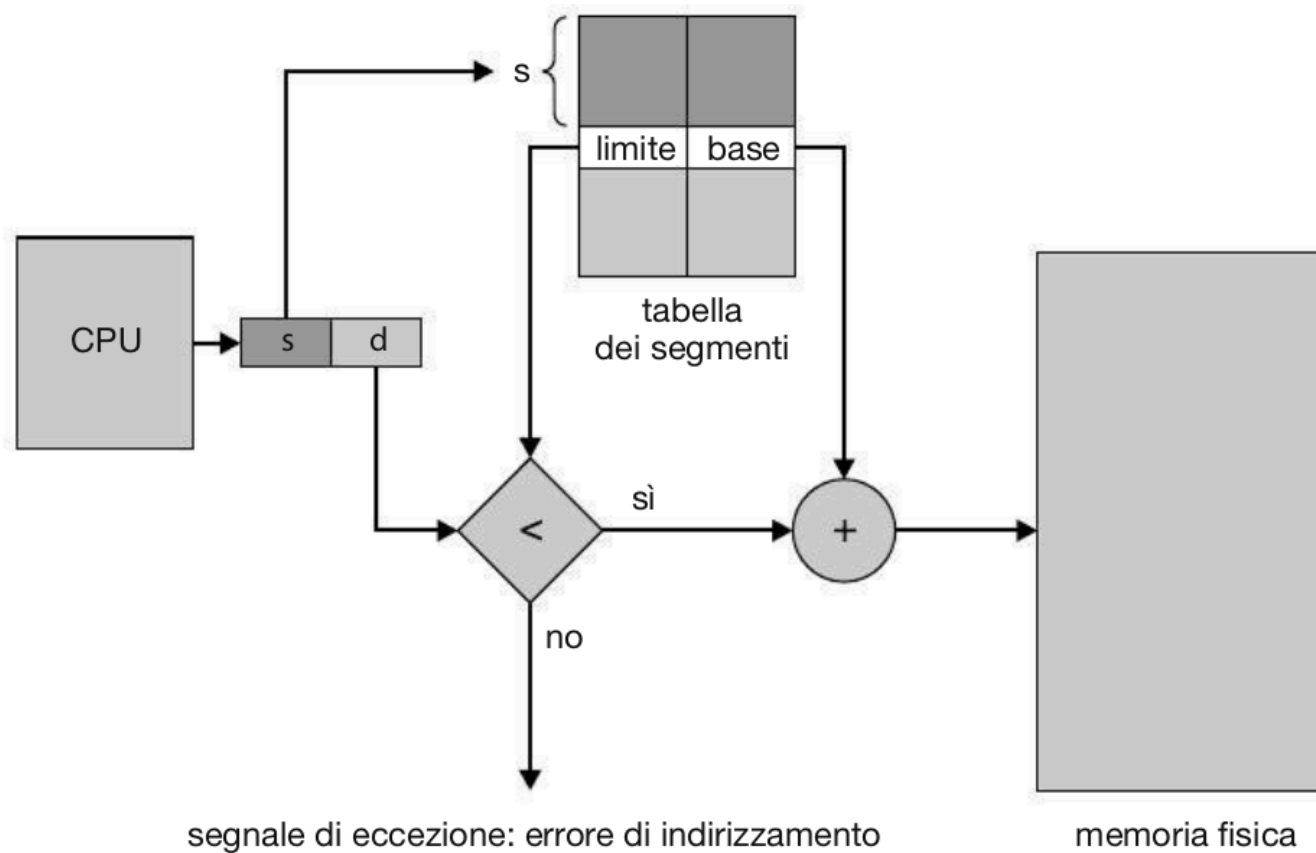 s
limite base
tabella
dei segmenti
CPU
s d
<
sì
+
no
segnale di eccezione: errore di indirizzamento
memoria fisica